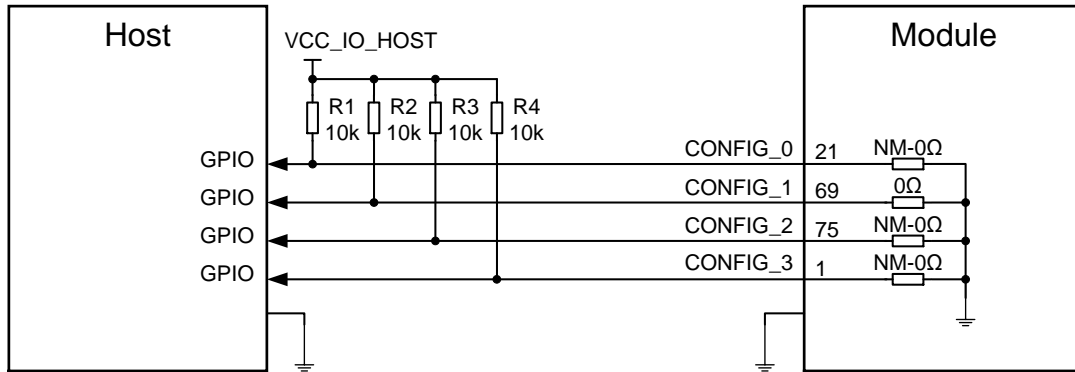 Host
Module
VCC_IO_HOST
R1 R2 R3 R4
10k 10k 10k 10k
GPIO CONFIG_0 21 NM-0Ω
GPIO CONFIG_1 69 0Ω
GPIO CONFIG_2 75 NM-0Ω
GPIO CONFIG_3 1 NM-0Ω